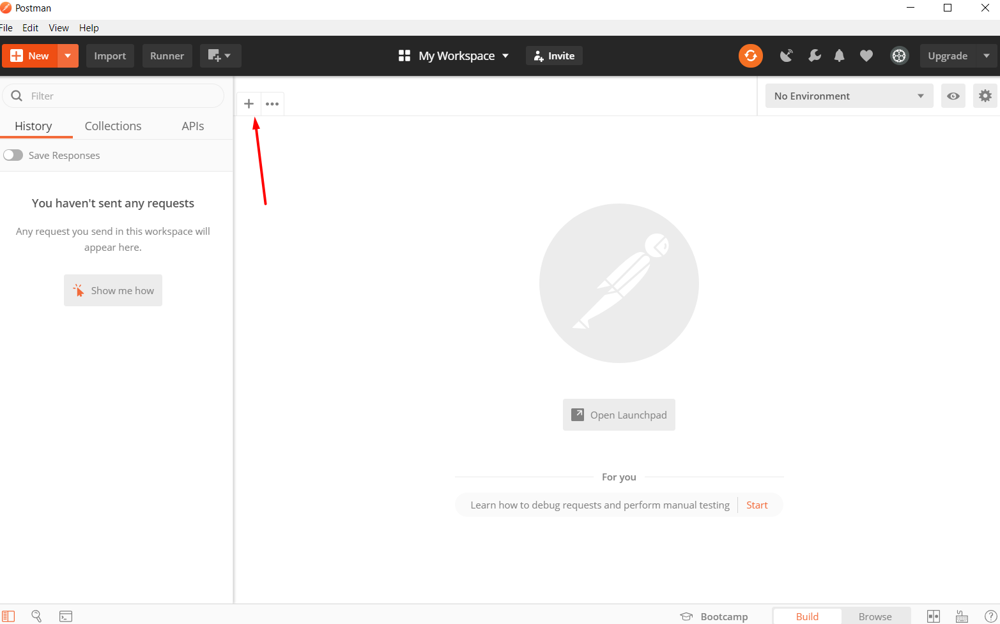 Postman
File Edit View Help
New Import Runner My Workspace Invite Upgrade
Filter
No Environment
History Collections APIs
Save Responses
You haven't sent any requests
Any request you send in this workspace will
appear here.
Show me how
Open Launchpad
For you
Learn how to debug requests and perform manual testing Start
Bootcamp Build Browse